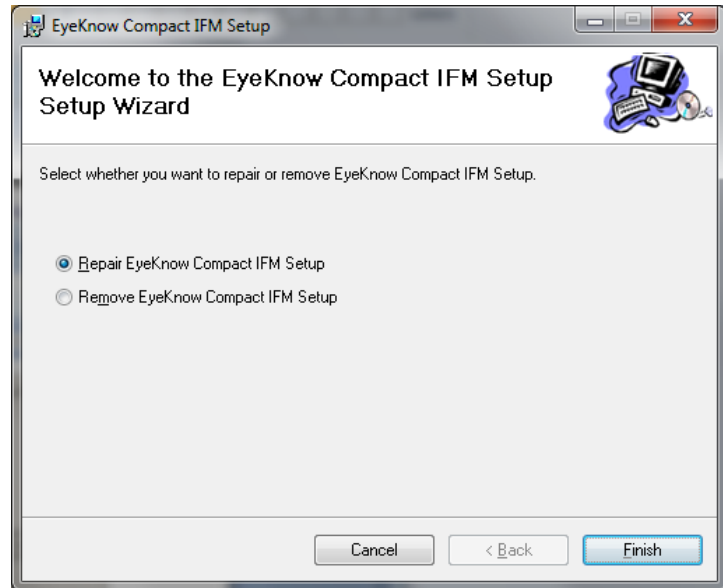 EyeKnow Compact IFM Setup
Welcome to the EyeKnow Compact IFM Setup
Setup Wizard
Select whether you want to repair or remove EyeKnow Compact IFM Setup.
Repair EyeKnow Compact IFM Setup
Remove EyeKnow Compact IFM Setup
Cancel
< Back
Finish